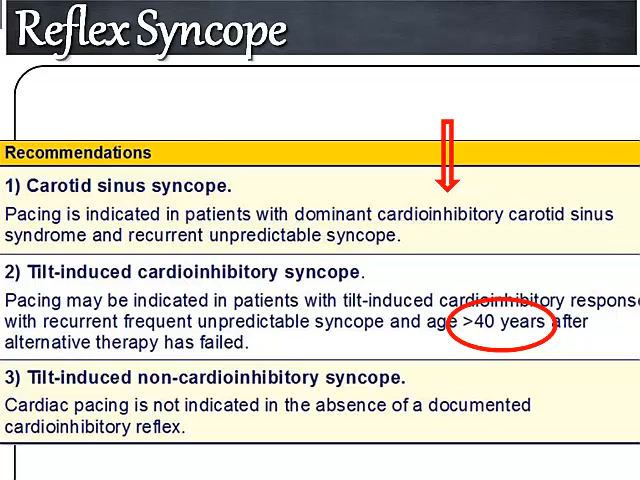 Reflex Syncope
Recommendations
1) Carotid sinus syncope.
Pacing is indicated in patients with dominant cardioinhibitory carotid sinus
syndrome and recurrent unpredictable syncope.
2) Tilt-induced cardioinhibitory syncope.
Pacing may be indicated in patients with tilt-induced cardioinhibitory response
with recurrent frequent unpredictable syncope and age >40 years after
alternative therapy has failed.
3) Tilt-induced non-cardioinhibitory syncope.
Cardiac pacing is not indicated in the absence of a documented
cardioinhibitory reflex.